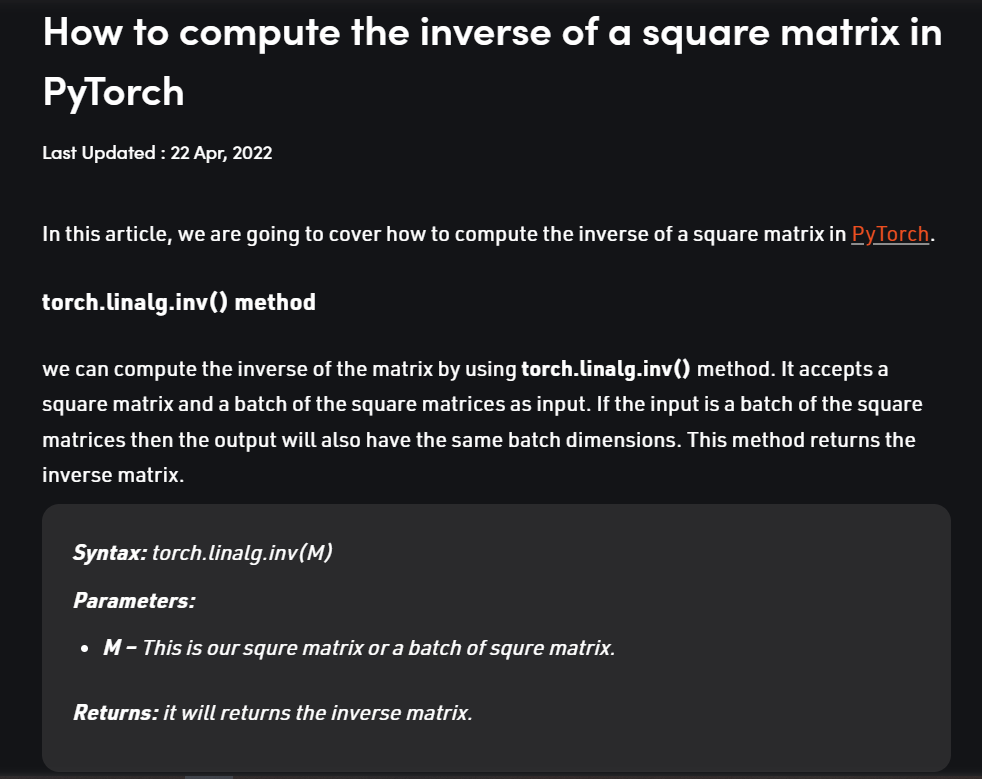 How to compute the inverse of a square matrix in
PyTorch
Last Updated : 22 Apr, 2022
In this article, we are going to cover how to compute the inverse of a square matrix in PyTorch.
torch.linalg.inv() method
we can compute the inverse of the matrix by using torch.linalg.inv() method. It accepts a
square matrix and a batch of the square matrices as input. If the input is a batch of the square
matrices then the output will also have the same batch dimensions. This method returns the
inverse matrix.
Syntax: torch.linalg.inv(M)
Parameters:
• M – This is our squre matrix or a batch of squre matrix.
Returns: it will returns the inverse matrix.